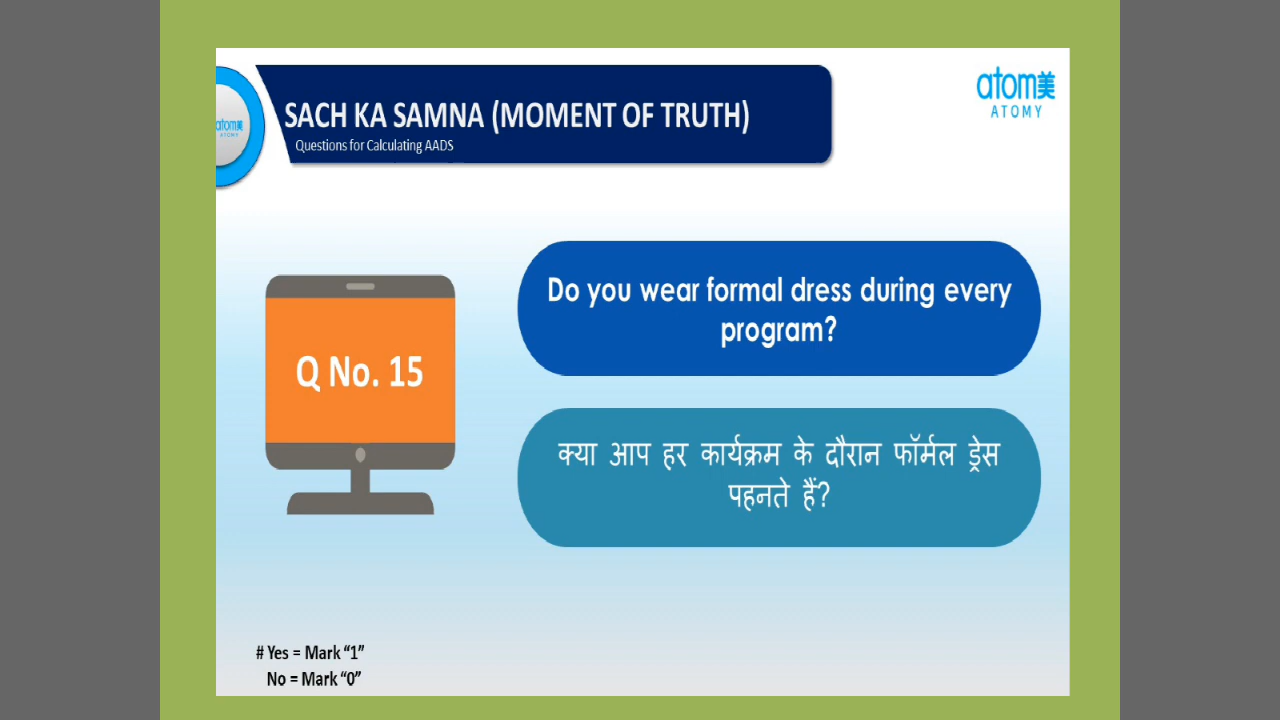 SACH KA SAMNA (MOMENT OF TRUTH)
Questions for Calculating AADS
atom美
ATOMY
atom美
ATOMY
Do you wear formal dress during every
program?
Q No. 15
क्या आप हर कार्यक्रम के दौरान फॉर्मल ड्रेस
पहनते हैं?
# Yes = Mark “1”
No = Mark “0”